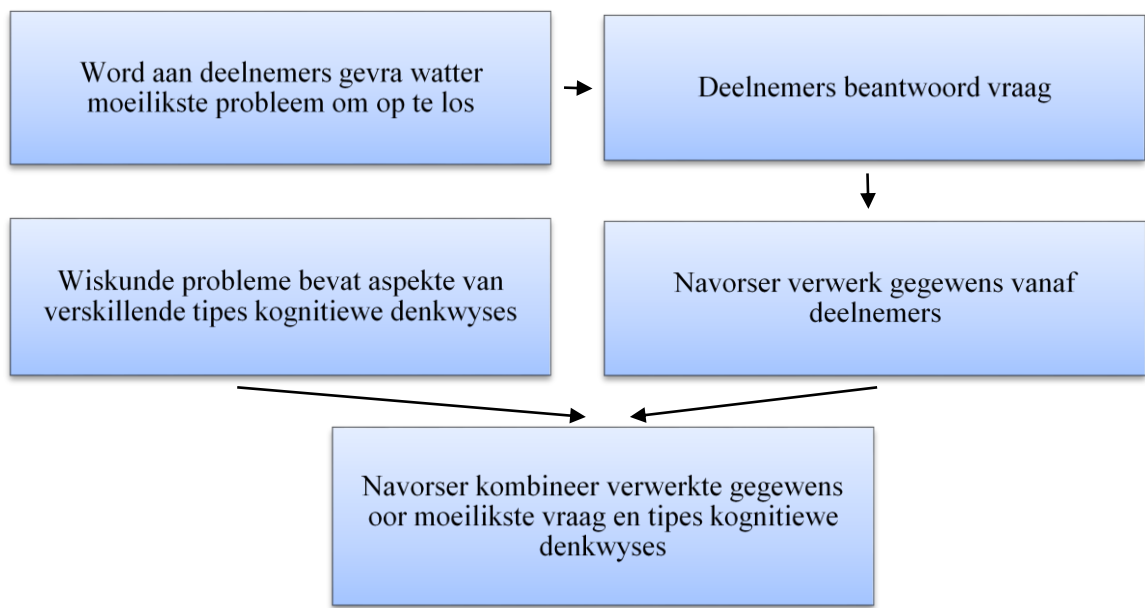 Word aan deelnemers gevra watter
moeilikste probleem om op te los
Deelnemers beantwoord vraag
Wiskunde probleme bevat aspekte van
verskillende tipes kognitiewe denkwyses
Navorser verwerk gegewens vanaf
deelnemers
Navorser kombineer verwerkte gegewens
oor moeilikste vraag en tipes kognitiewe
denkwyses